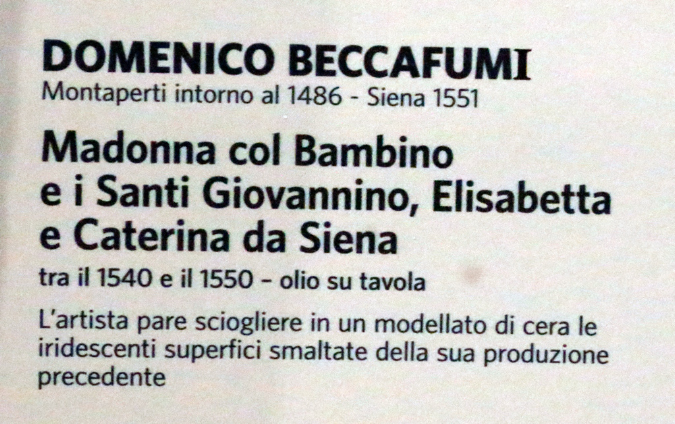 DOMENICO BECCAFUMI
Montaperti intorno al 1486 - Siena 1551
Madonna col Bambino
e i Santi Giovannino, Elisabetta
e Caterina da Siena
tra il 1540 e il 1550 – olio su tavola
L'artista pare sciogliere in un modellato di cera le
iridescenti superfici smaltate della sua produzione
precedente